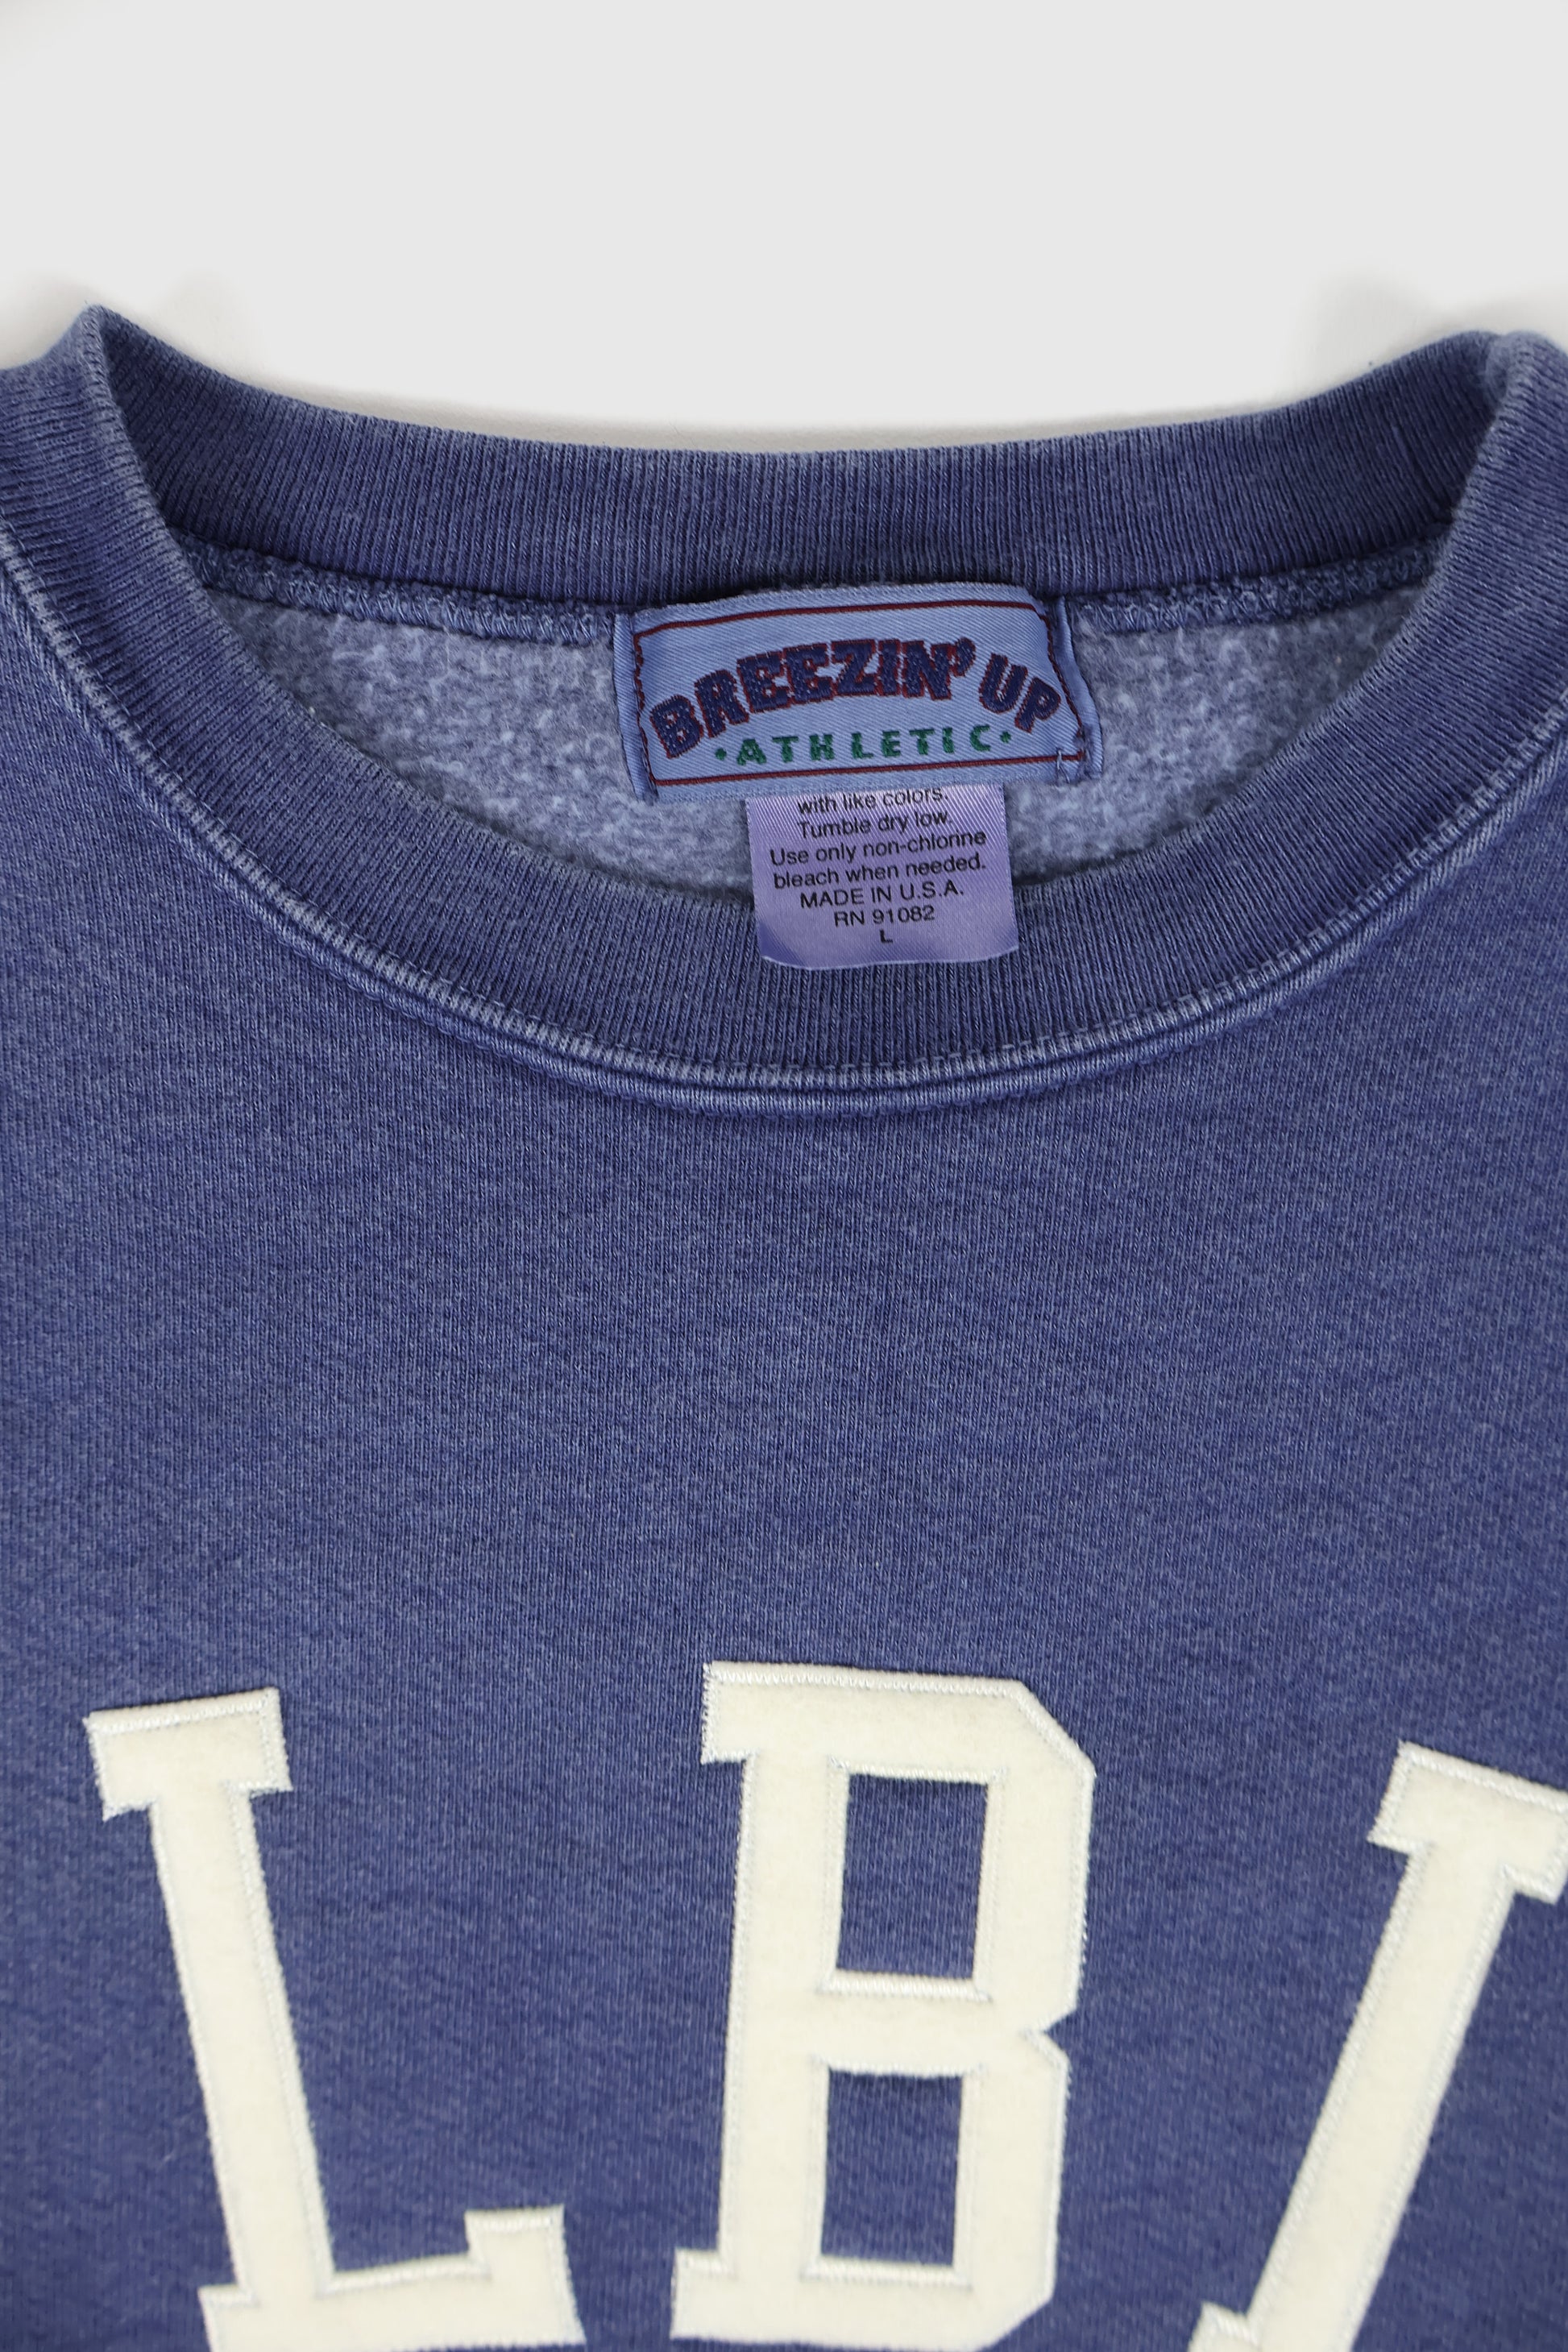 BREEZIN' UP
·ATHLETIC·
with like colors.
Tumble dry low.
Use only non-chlorine
bleach when needed.
MADE IN U.S.A.
RN 91082
L
LBI